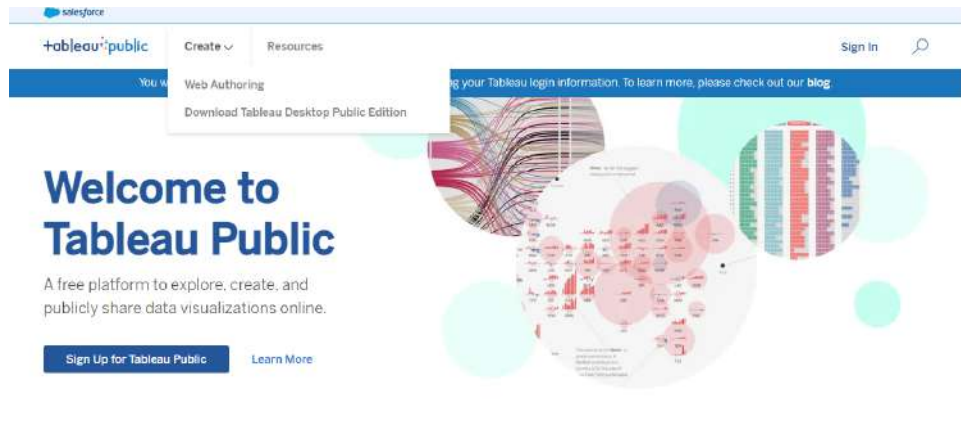 salesforce
+ableau public
Create
Resources
Sign In
You w
g your Tableau login information. To learn more, please check out our blog.
Web Authoring
Download Tableau Desktop Public Edition
Welcome to
Tableau Public
A free platform to explore, create, and
publicly share data visualizations online.
Sign Up for Tableau Public
Learn More